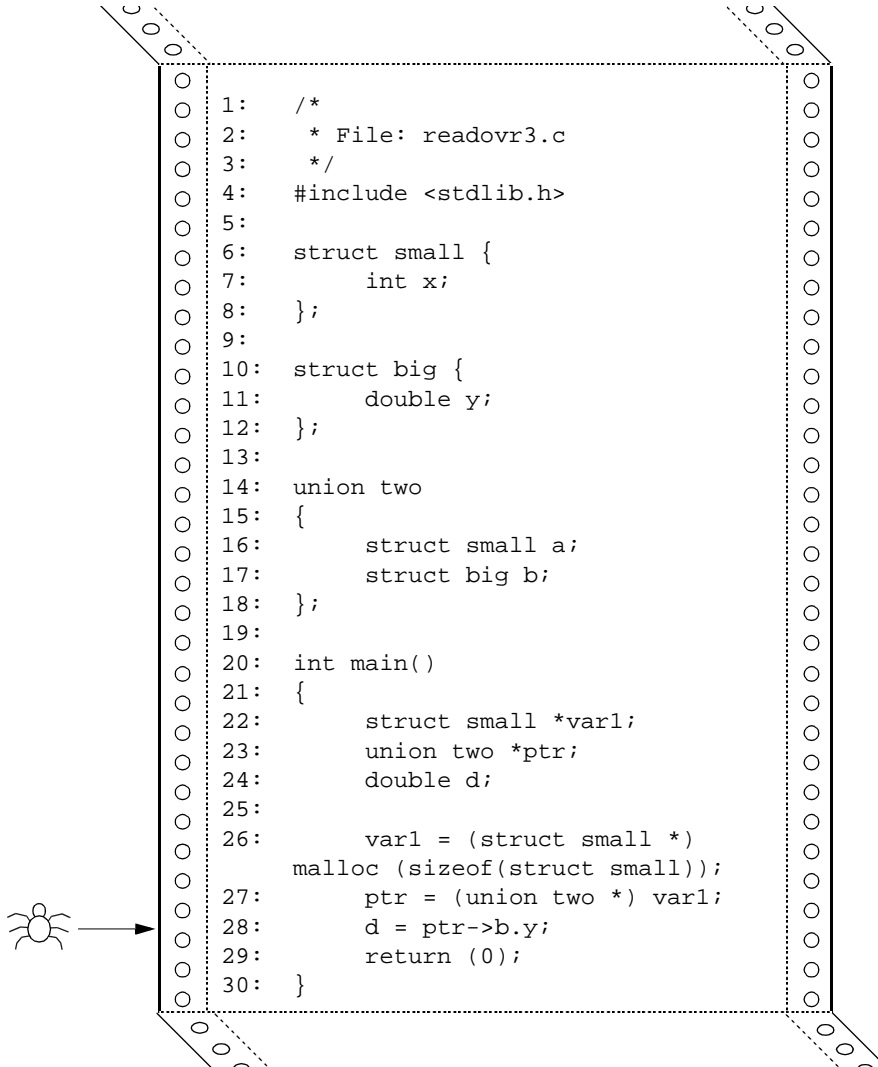 1: /*
2: * File: readovr3.c
3: */
4: #include <stdlib.h>
5:
6: struct small {
7: int x;
8: };
9:
10: struct big {
11: double y;
12: };
13:
14: union two
15: {
16: struct small a;
17: struct big b;
18: };
19:
20: int main()
21: {
22: struct small *var1;
23: union two *ptr;
24: double d;
25:
26: var1 = (struct small *)
malloc (sizeof(struct small));
27: ptr = (union two *) var1;
28: d = ptr->b.y;
29: return (0);
30: }